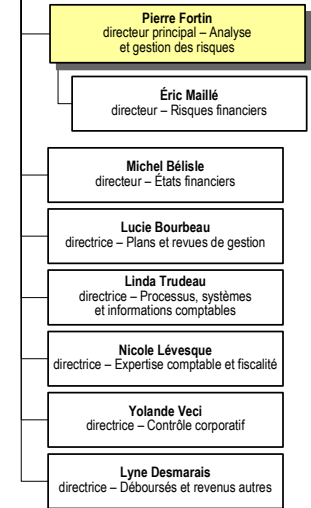 Pierre Fortin
directeur principal – Analyse
et gestion des risques
Éric Maillé
directeur – Risques financiers
Michel Bélisle
directeur – États financiers
Lucie Bourbeau
directrice – Plans et revues de gestion
Linda Trudeau
directrice – Processus, systèmes
et informations comptables
Nicole Lévesque
directrice – Expertise comptable et fiscalité
Yolande Veci
directrice – Contrôle corporatif
Lyne Desmarais
directrice – Déboursés et revenus autres